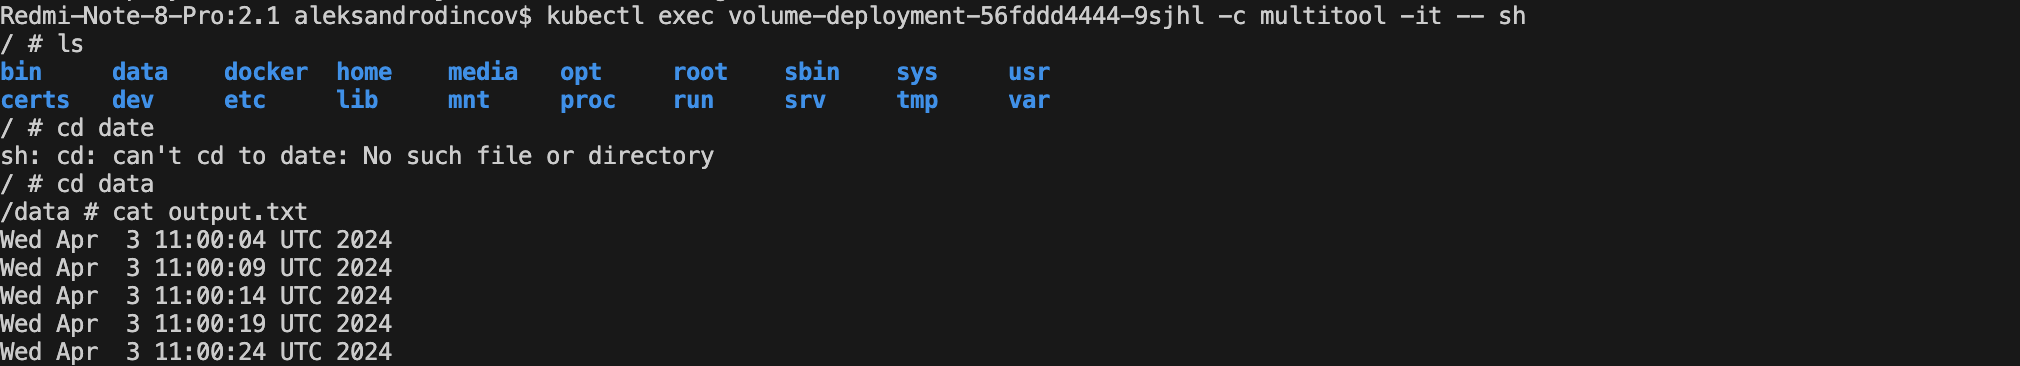 Redmi-Note-8-Pro:2.1 aleksandrodincov$ kubectl exec volume-deployment-56fddd4444-9sjhl -c multitool -it -- sh
/ # ls
bin data docker home media opt root sbin sys usr
certs dev etc lib mnt proc run srv tmp var
/ # cd date
sh: cd: can't cd to date: No such file or directory
/ # cd data
/data # cat output.txt
Wed Apr  3 11:00:04 UTC 2024
Wed Apr  3 11:00:09 UTC 2024
Wed Apr  3 11:00:14 UTC 2024
Wed Apr  3 11:00:19 UTC 2024
Wed Apr  3 11:00:24 UTC 2024